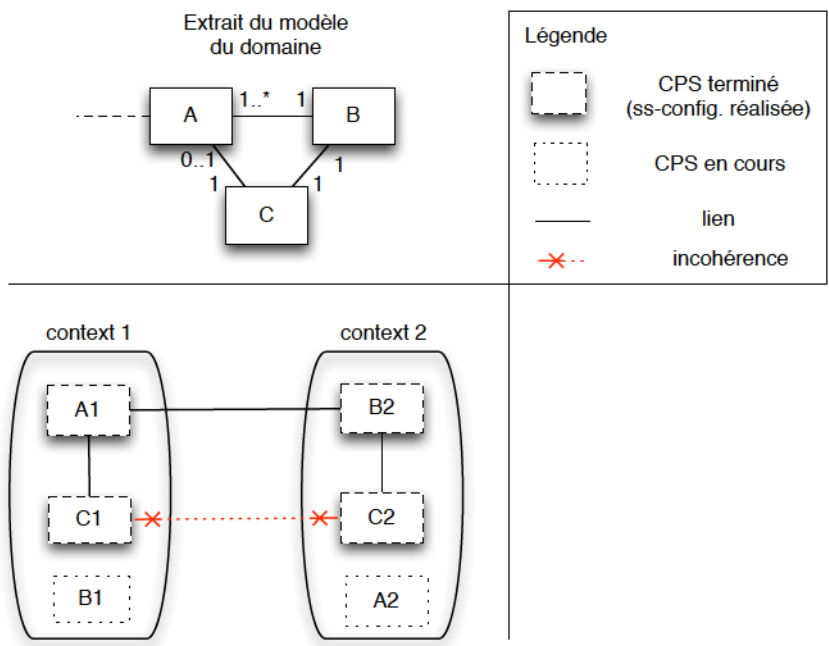 Extrait du modèle
du domaine
A
1..*
1
B
0..1
1
1
1
C
Légende
CPS terminé
(ss-config. réalisée)
CPS en cours
lien
incohérence
context 1
context 2
A1
B2
C1
C2
B1
A2